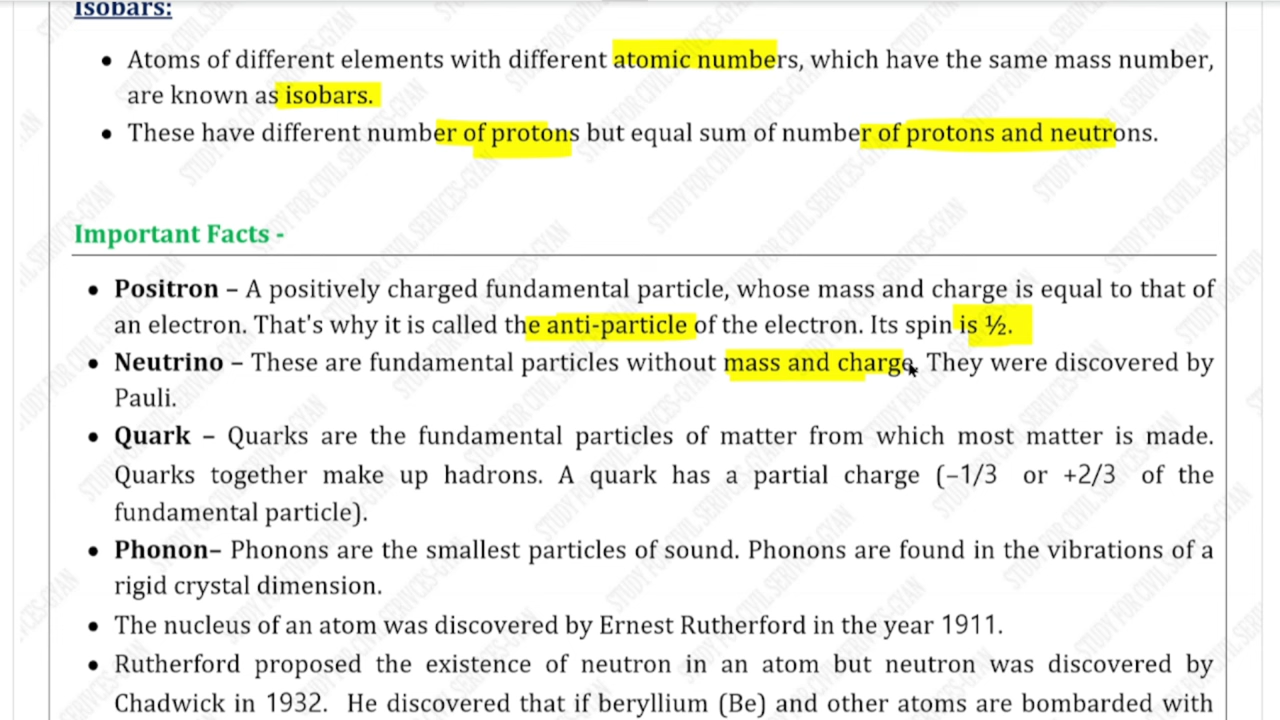 Isobars:
• Atoms of different elements with different atomic numbers, which have the same mass number,
are known as isobars.
• These have different number of protons but equal sum of number of protons and neutrons.
Important Facts -
• Positron – A positively charged fundamental particle, whose mass and charge is equal to that of
an electron. That's why it is called the anti-particle of the electron. Its spin is ½.
• Neutrino – These are fundamental particles without mass and charge. They were discovered by
Pauli.
• Quark – Quarks are the fundamental particles of matter from which most matter is made.
Quarks together make up hadrons. A quark has a partial charge (−1/3 or +2/3 of the
fundamental particle).
• Phonon– Phonons are the smallest particles of sound. Phonons are found in the vibrations of a
rigid crystal dimension.
• The nucleus of an atom was discovered by Ernest Rutherford in the year 1911.
• Rutherford proposed the existence of neutron in an atom but neutron was discovered by
Chadwick in 1932. He discovered that if beryllium (Be) and other atoms are bombarded with
STUDY FOR CIVIL SERIVCES-GYAN